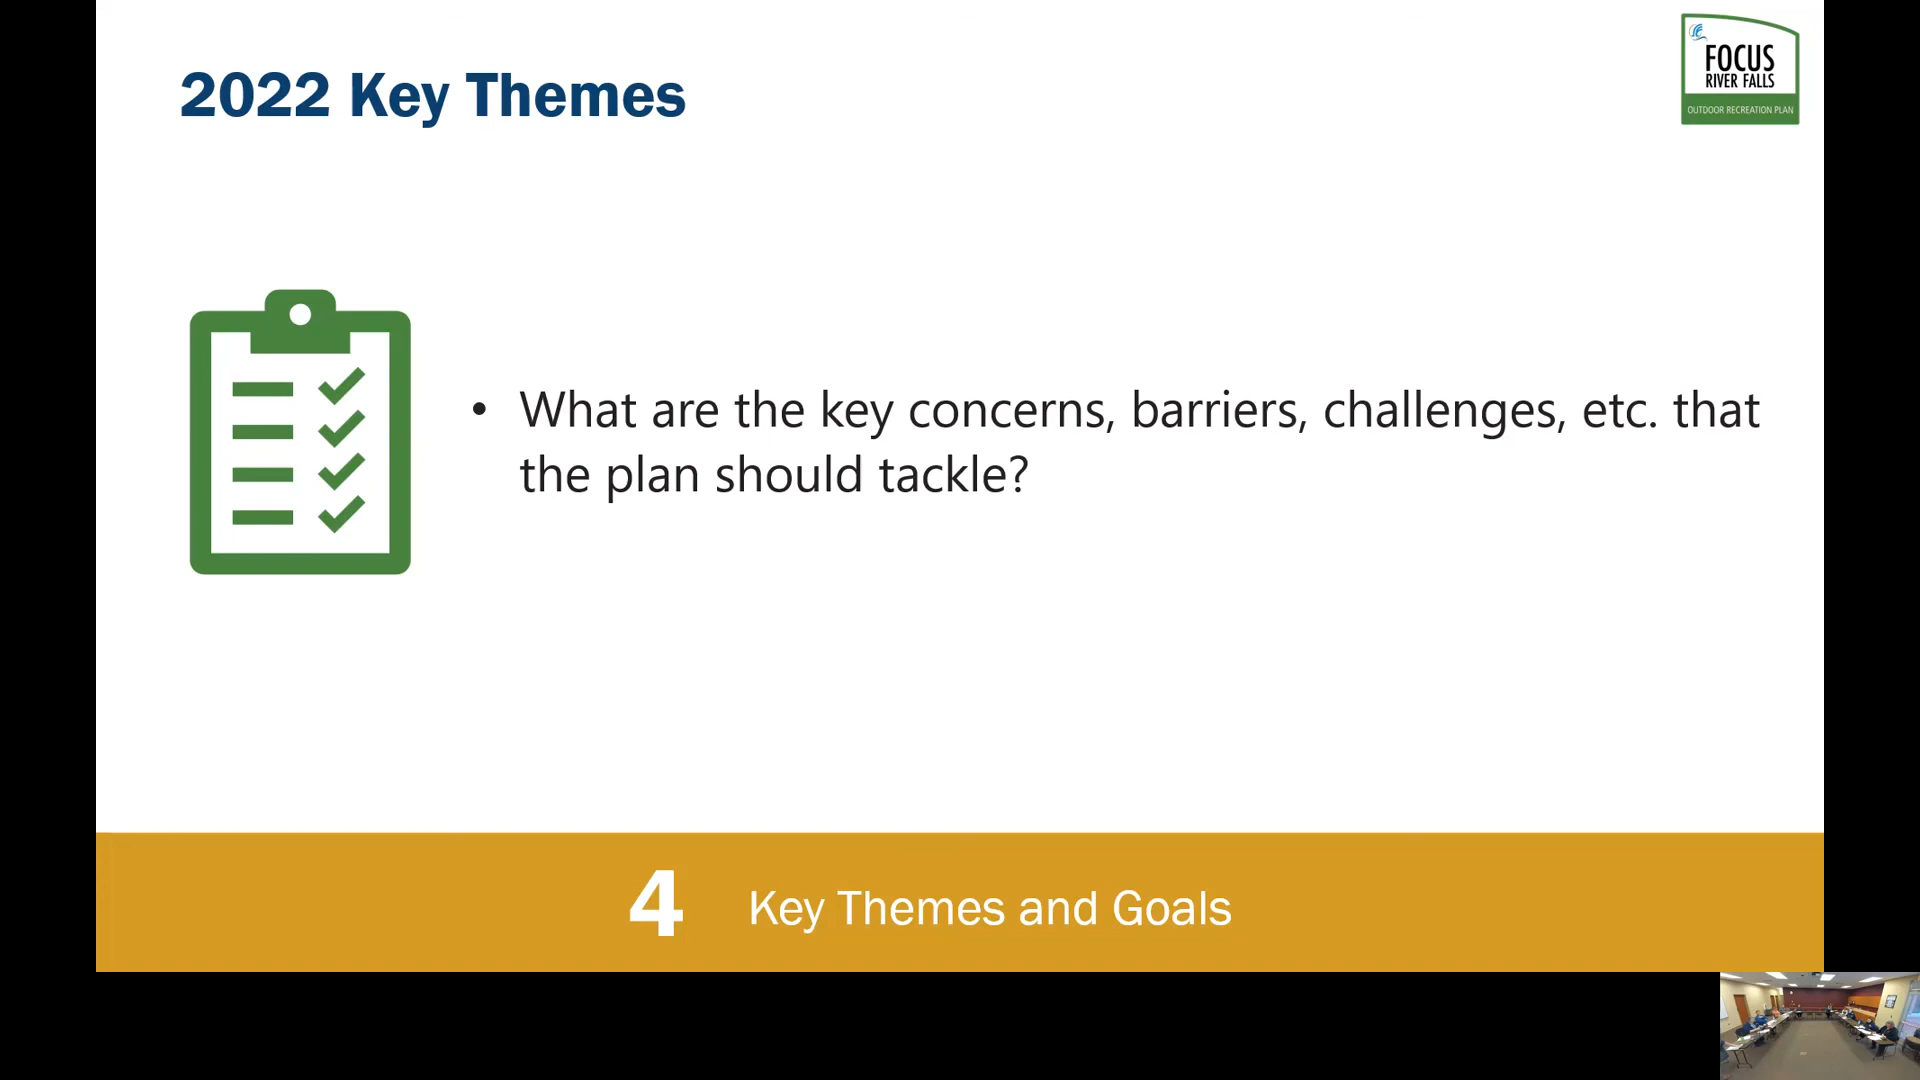 2022 Key Themes
FOCUS
RIVER FALLS
OUTDOOR RECREATION PLAN
• What are the key concerns, barriers, challenges, etc. that
the plan should tackle?
4 Key Themes and Goals